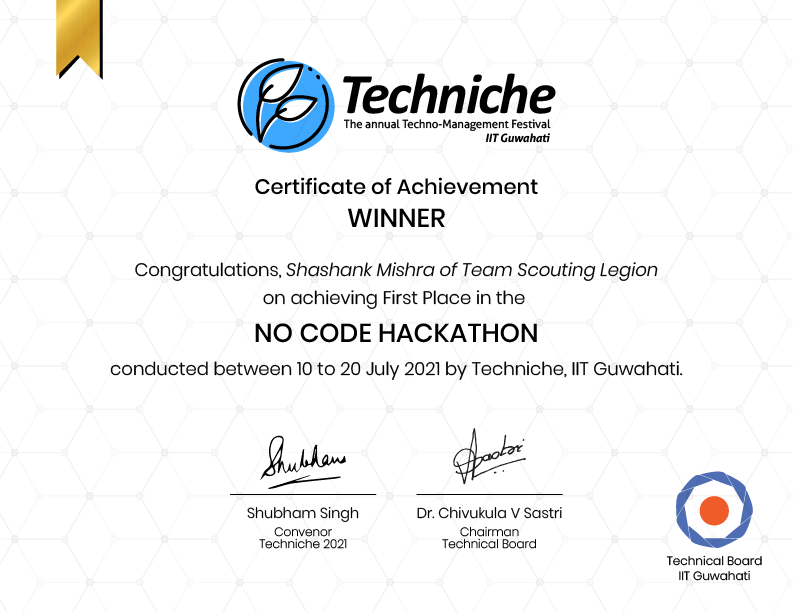 Techniche
The annual Techno-Management Festival
IIT Guwahati
Certificate of Achievement
WINNER
Congratulations, Shashank Mishra of Team Scouting Legion
on achieving First Place in the
NO CODE HACKATHON
conducted between 10 to 20 July 2021 by Techniche, IIT Guwahati.
Shubham
Sastri
Shubham Singh
Convenor
Techniche 2021
Dr. Chivukula V Sastri
Chairman
Technical Board
Technical Board
IIT Guwahati